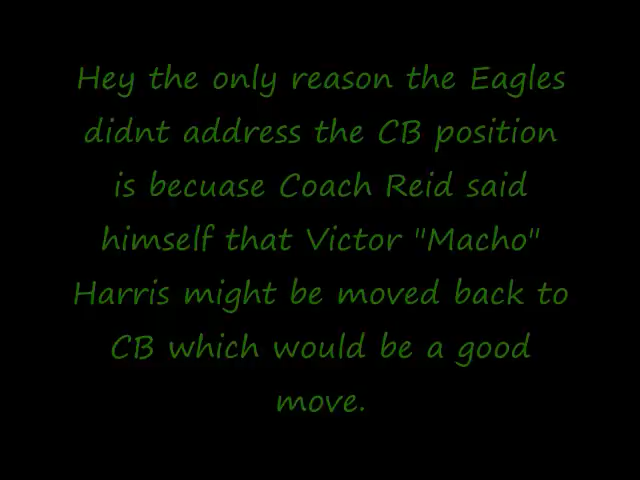 Hey the only reason the Eagles
didnt address the CB position
is becuase Coach Reid said
himself that Victor "Macho"
Harris might be moved back to
CB which would be a good
move.